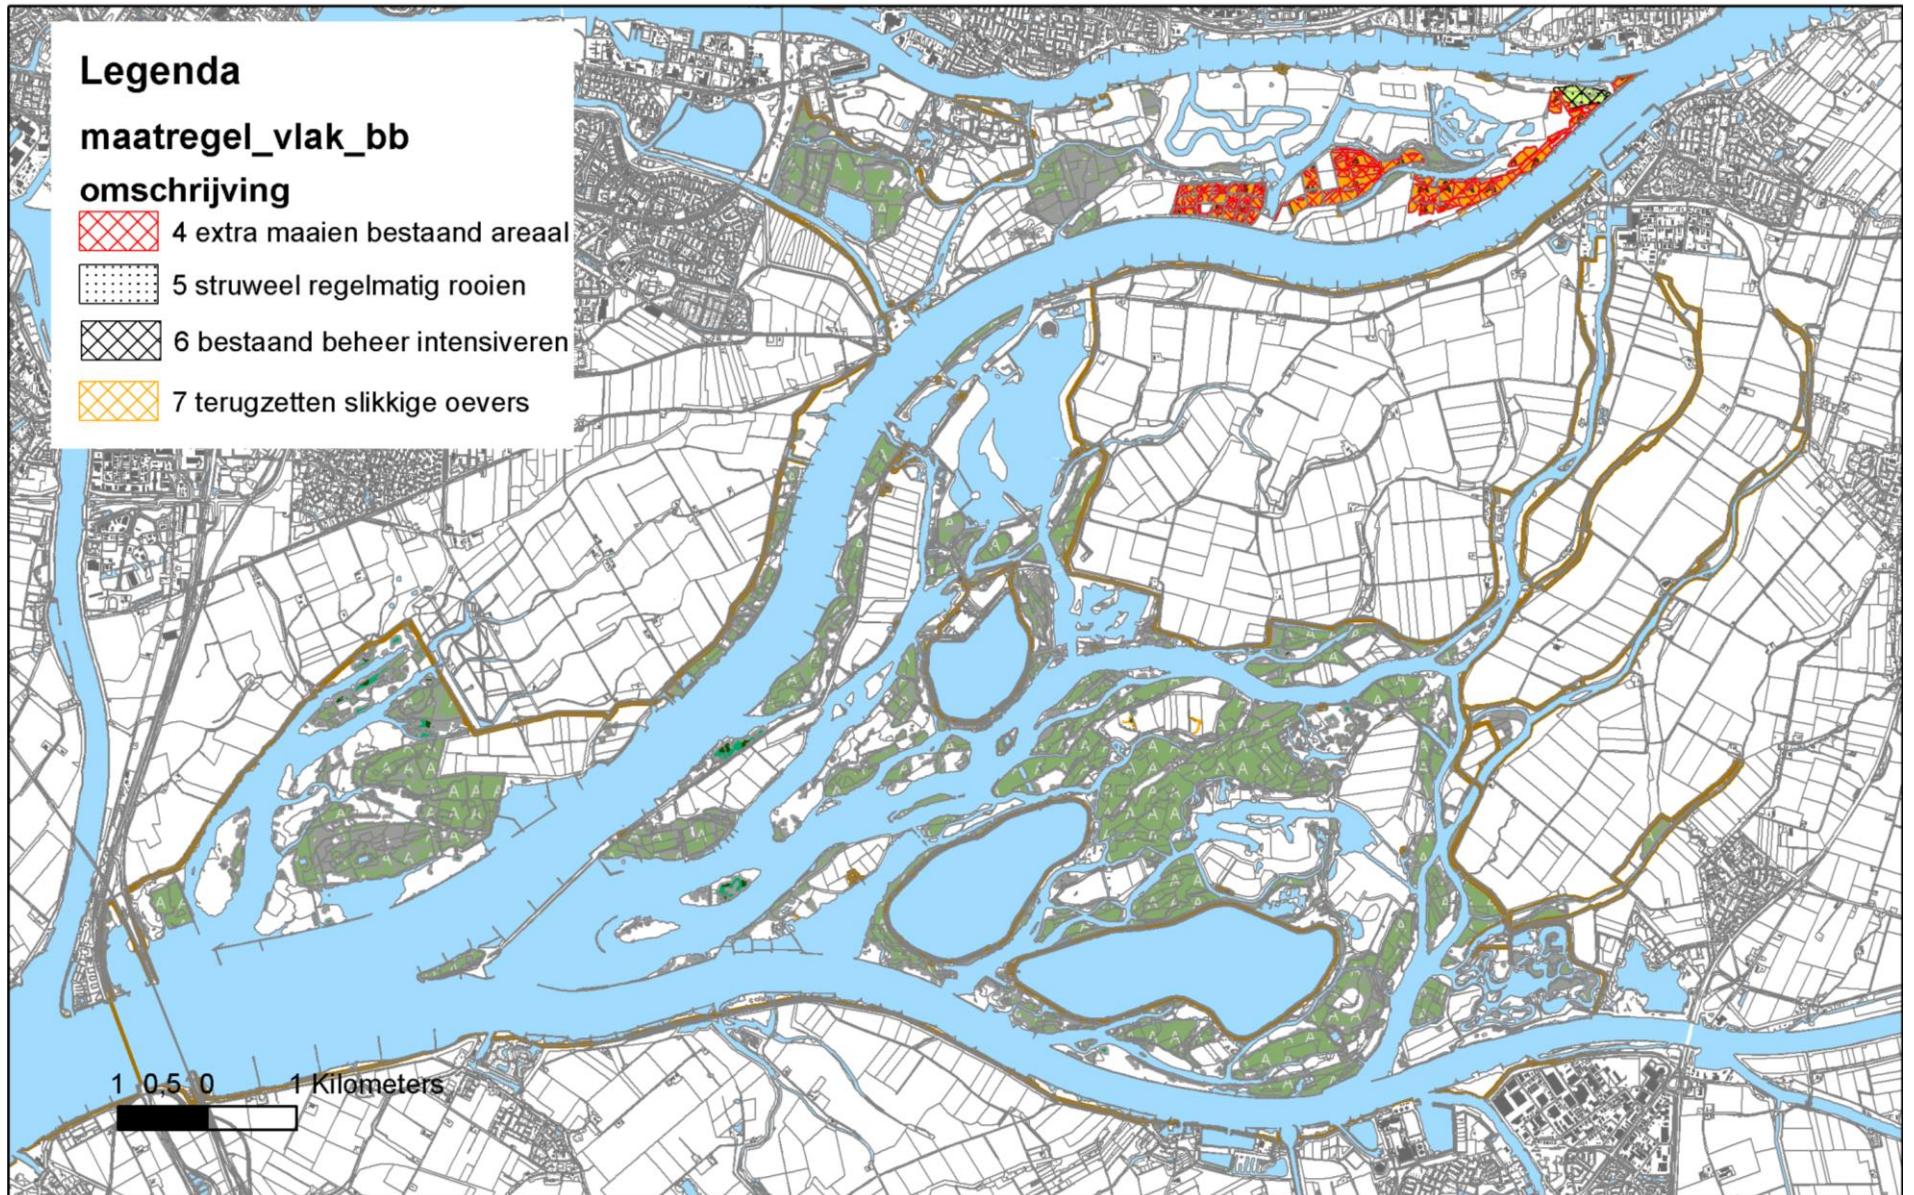 Legenda
maatregel_vlak_bb
omschrijving
4 extra maaien bestaand areaal
5 struweel regelmatig rooien
6 bestaand beheer intensiveren
7 terugzetten slikkige oevers
1 0,5 0 1 Kilometers